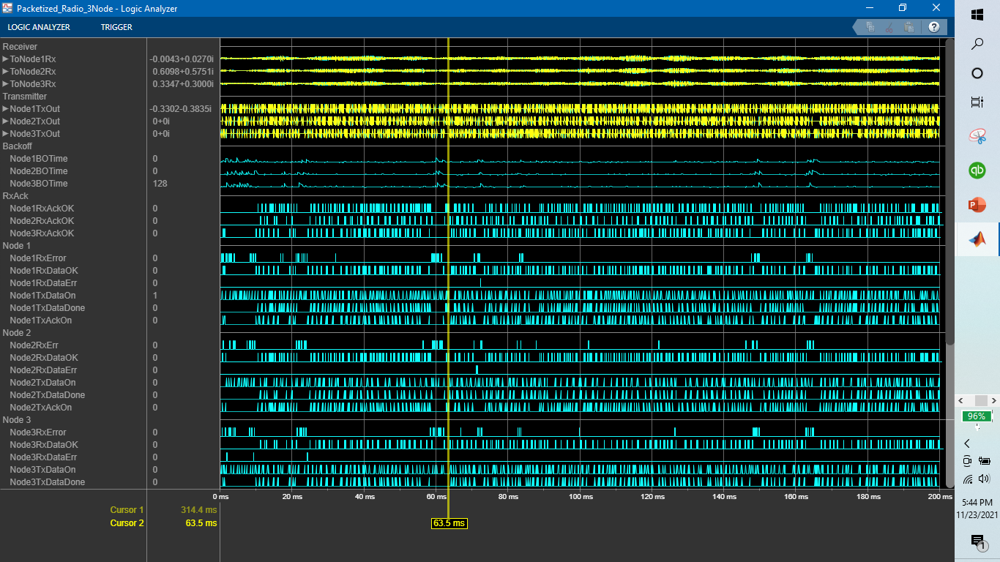 Packetized_Radio_3Node - Logic Analyzer
LOGIC ANALYZER TRIGGER
Receiver
ToNode1Rx -0.0043+0.0270i
ToNode2Rx 0.6098+0.5751i
ToNode3Rx 0.3347+0.3000i
Transmitter
Node1TxOut -0.3302-0.3835i
Node2TxOut 0+0i
Node3TxOut 0+0i
Backoff
Node1BOTime 0
Node2BOTime 0
Node3BOTime 128
RxAck
Node1RxAckOK 0
Node2RxAckOK 0
Node3RxAckOK 0
Node 1
Node1RxError 0
Node1RxDataOK 0
Node1RxDataErr 0
Node1TxDataOn 1
Node1TxDataDone 0
Node1TxAckOn 0
Node 2
Node2RxErr 0
Node2RxDataOK 0
Node2RxDataErr 0
Node2TxDataOn 0
Node2TxDataDone 0
Node2TxAckOn 0
Node 3
Node3RxError 0
Node3RxDataOK 0
Node3RxDataErr 0
Node3TxDataOn 0
Node3TxDataDone 0
0 ms 20 ms 40 ms 60 ms 80 ms 100 ms 120 ms 140 ms 160 ms 180 ms 200 ms
Cursor 1 314.4 ms
Cursor 2 63.5 ms
63.5 ms
qb
P
96%
5:44 PM
11/23/2021
1